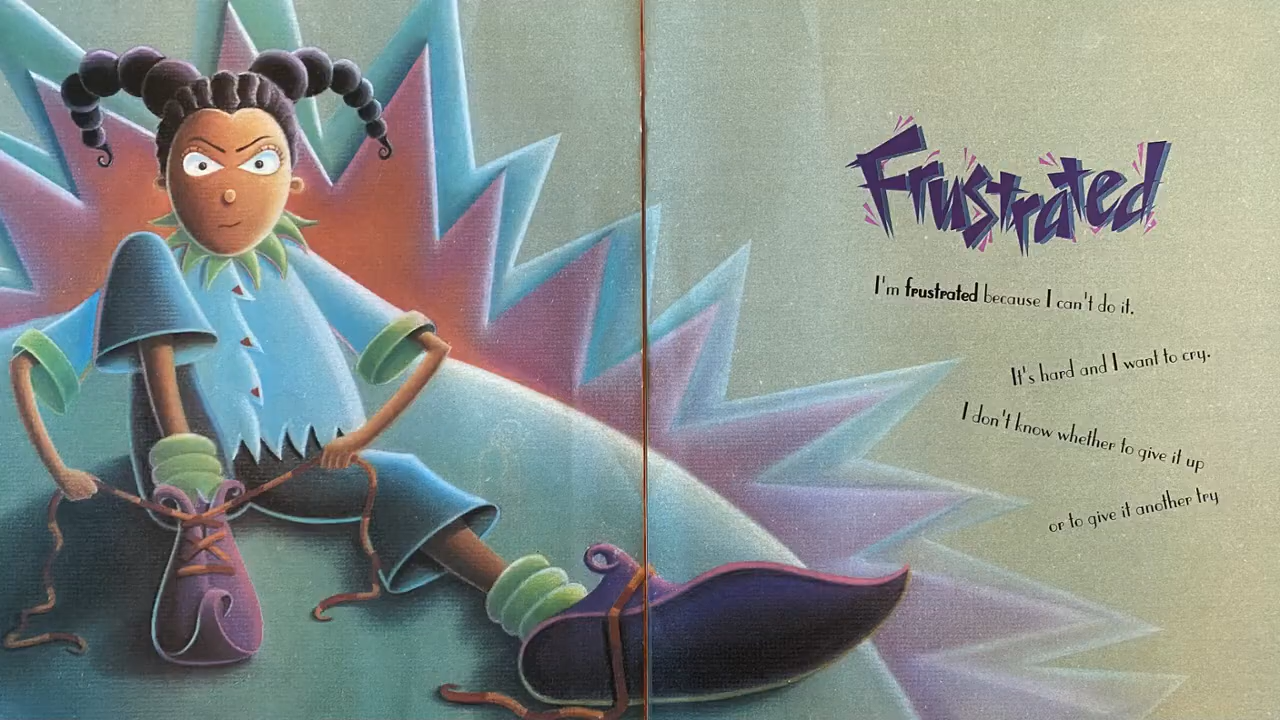 Frustrated
I'm frustrated because I can't do it.
It's hard and I want to cry.
I don't know whether to give it up
or to give it another try